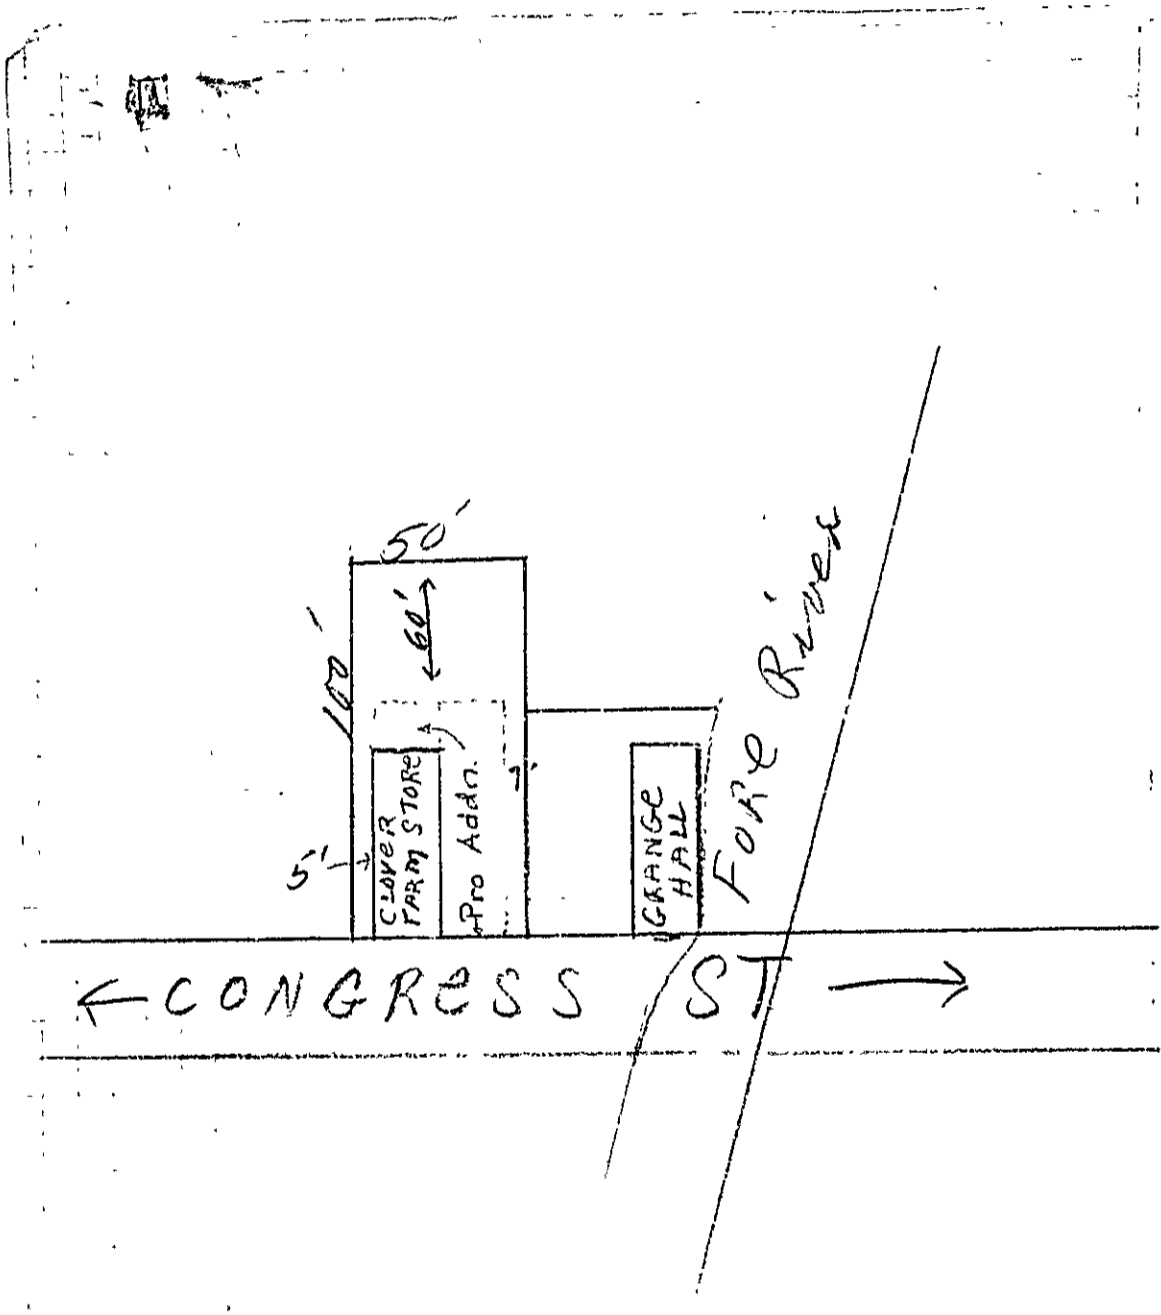 50'
100'
60'
5'
CLOVER
FARM STORE
Pro Addn.
GRANGE
HALL
FORE River
CONGRESS ST